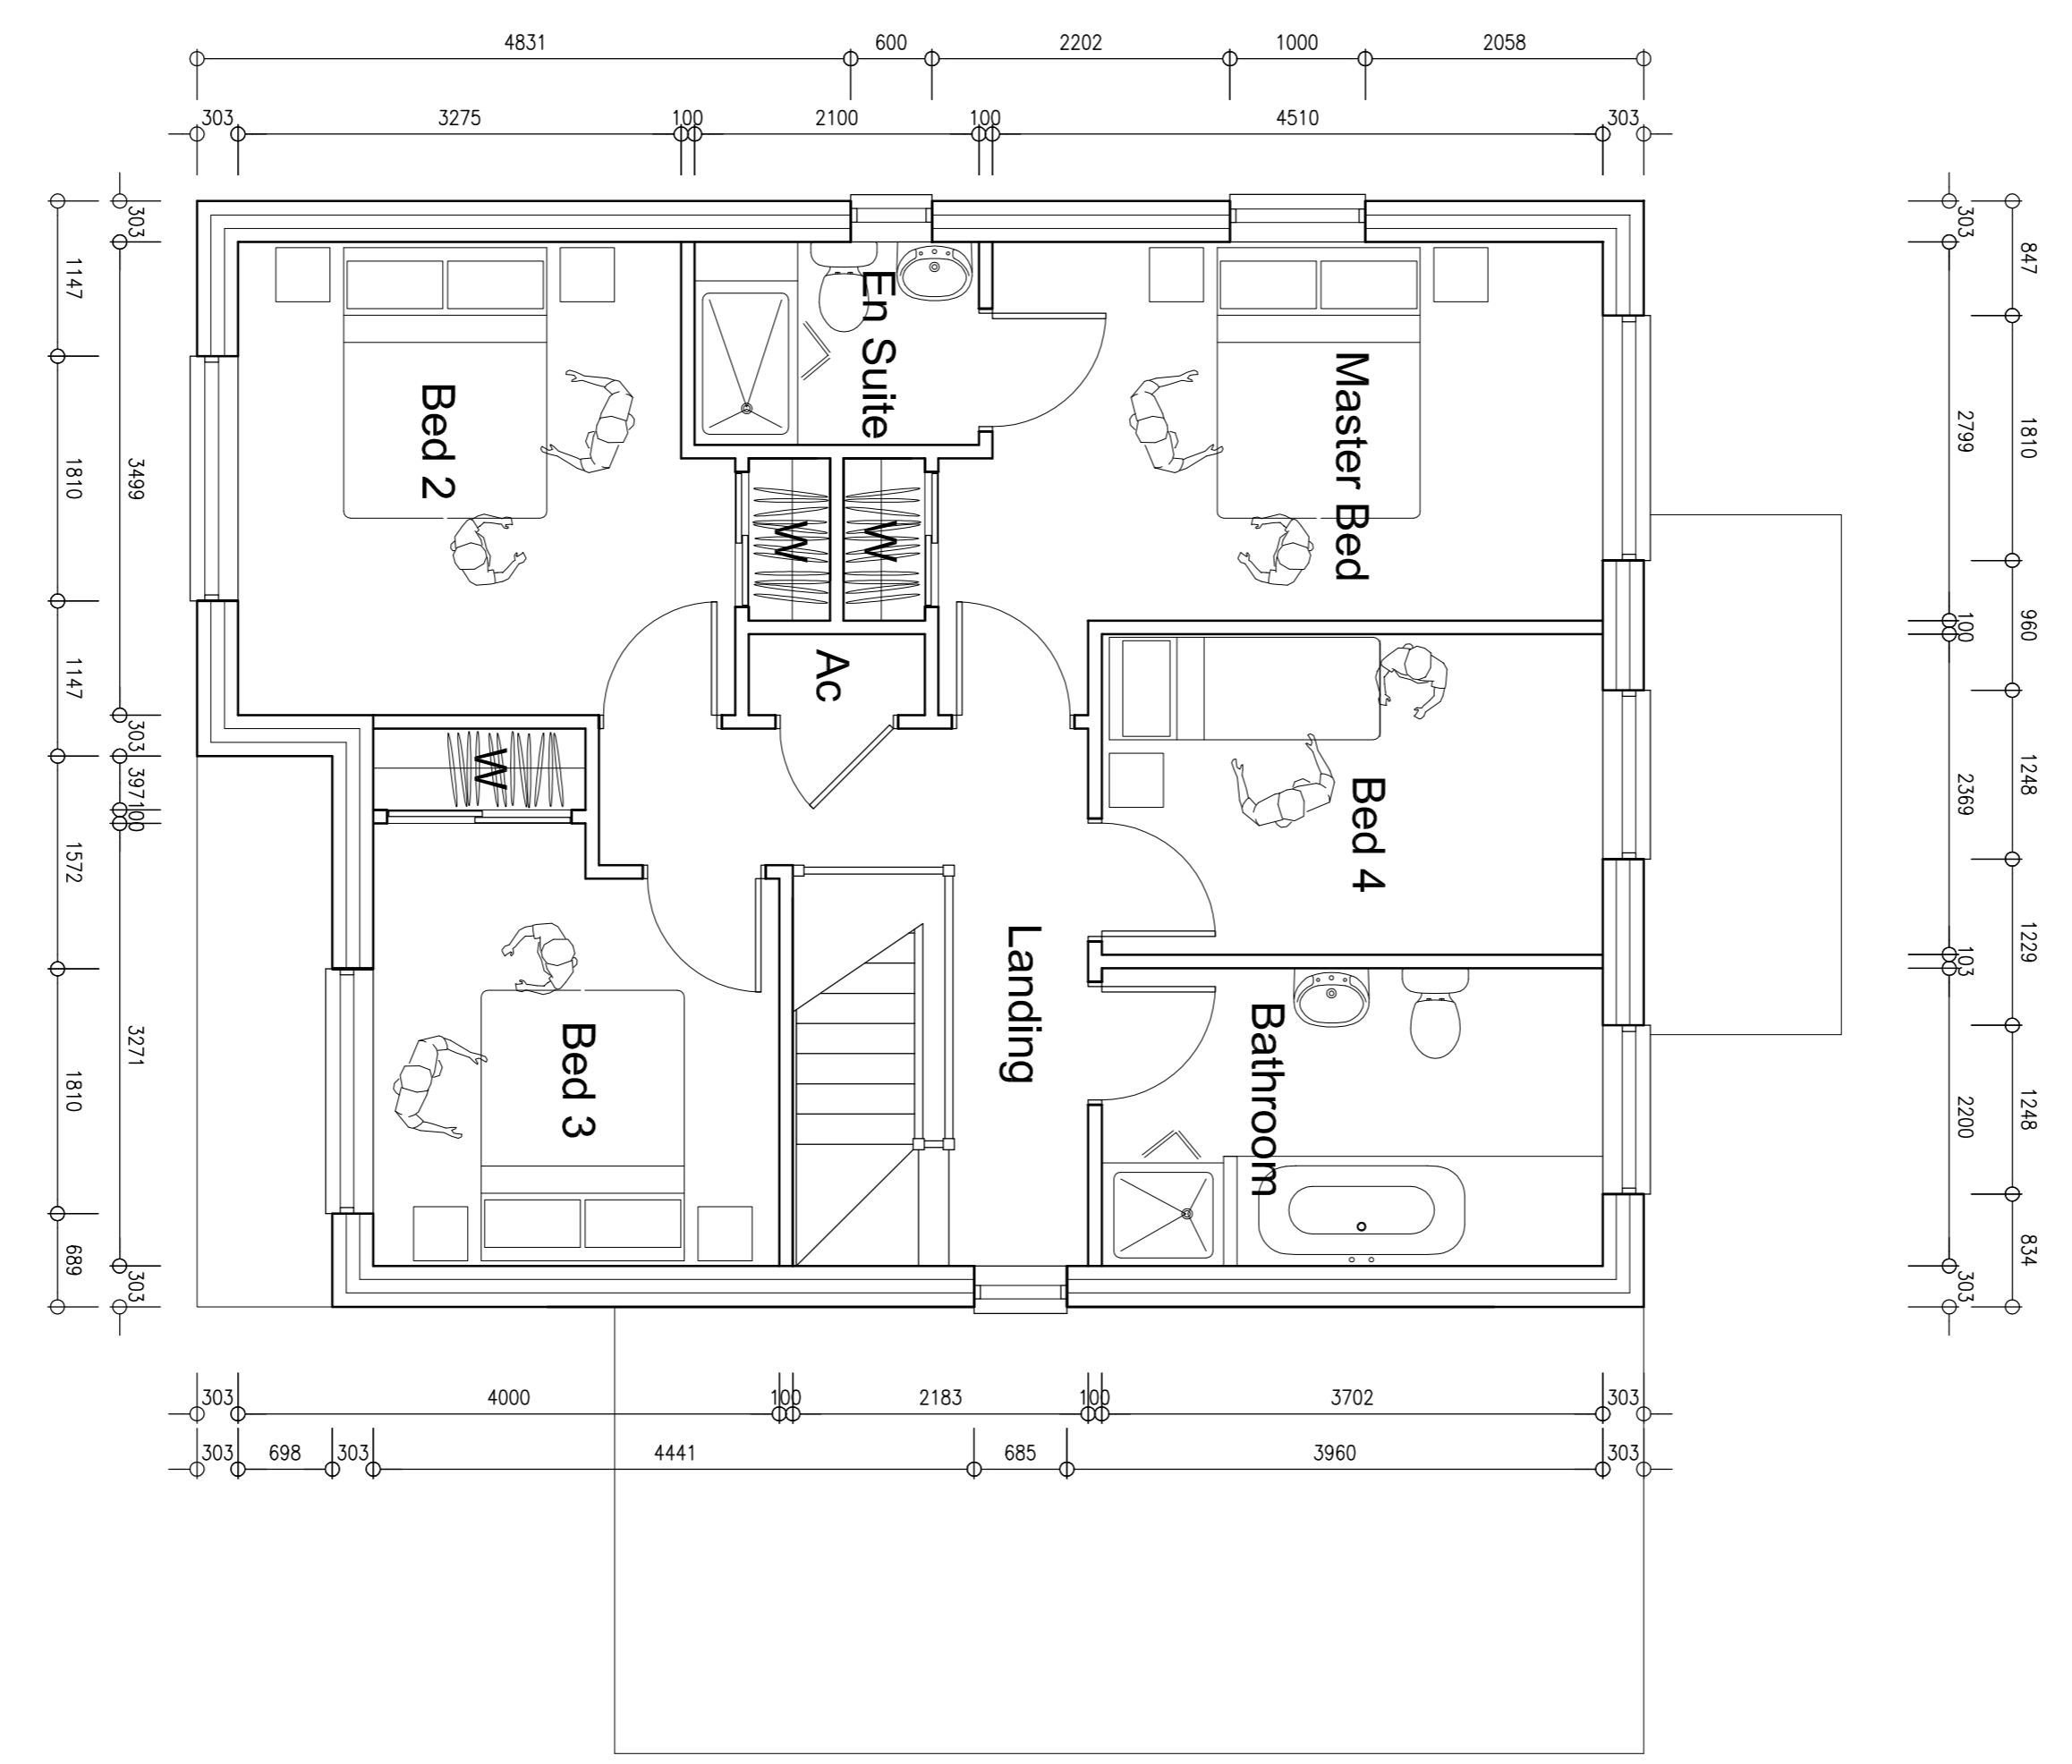 4831 600 2202 1000 2058
303 3275 100 2100 100 4510 303
303
1147
1810
3499
1147
303
397
100
1572
3271
1810
689
303
Bed 2
En Suite
Master Bed
W
W
Ac
W
Bed 4
Landing
Bed 3
Bathroom
303
847
2799
1810
100
960
1248
2369
1229
103
2200
1248
834
303
303 4000 100 2183 100 3702 303
303 698 303 4441 685 3960 303